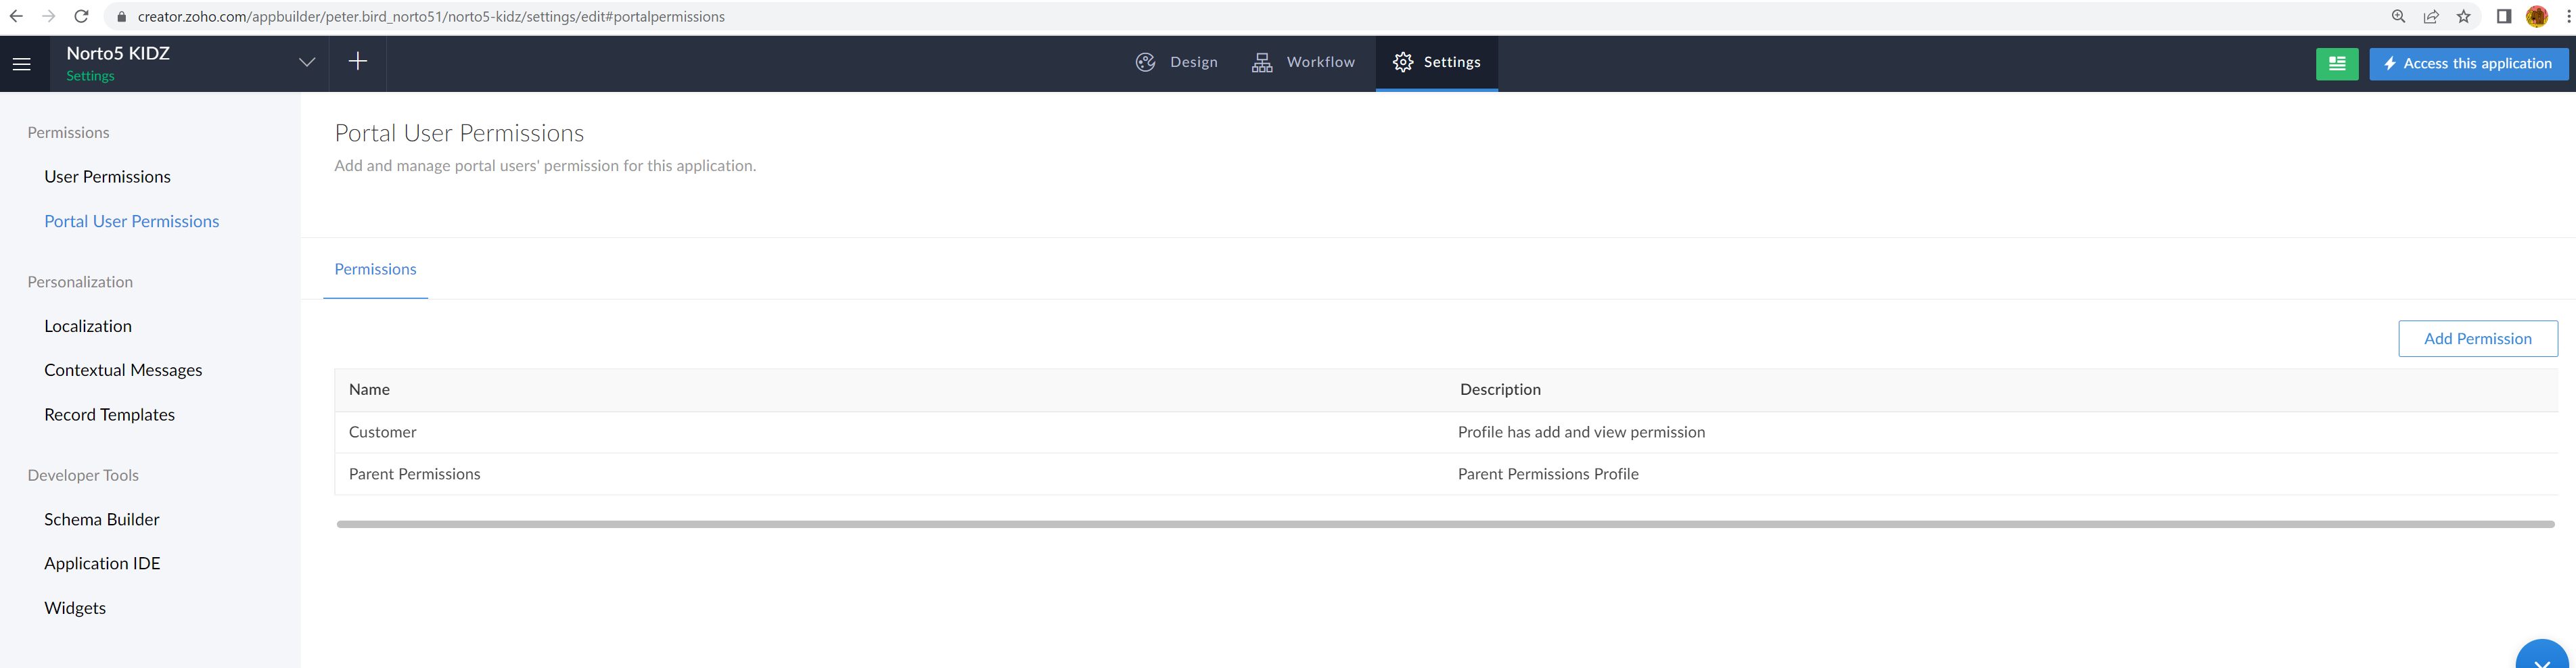 creator.zoho.com/appbuilder/peter.bird_norto51/norto5-kidz/settings/edit#portalpermissions
Norto5 KIDZ
Settings
Design
Workflow
Settings
Access this application
Permissions
User Permissions
Portal User Permissions
Personalization
Localization
Contextual Messages
Record Templates
Developer Tools
Schema Builder
Application IDE
Widgets
Portal User Permissions
Add and manage portal users' permission for this application.
Permissions
Add Permission
Name Description
Customer Profile has add and view permission
Parent Permissions Parent Permissions Profile